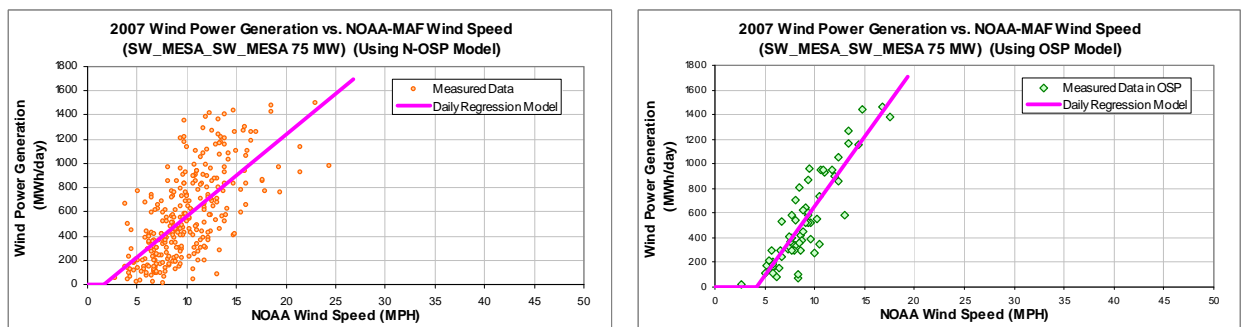 2007 Wind Power Generation vs. NOAA-MAF Wind Speed
(SW_MESA_SW_MESA 75 MW) (Using N-OSP Model)
Wind Power Generation
(MWh/day)
1800
1600
1400
1200
1000
800
600
400
200
0
Measured Data
Daily Regression Model
0 5 10 15 20 25 30 35 40 45 50
NOAA Wind Speed (MPH)
2007 Wind Power Generation vs. NOAA-MAF Wind Speed
(SW_MESA_SW_MESA 75 MW) (Using OSP Model)
Wind Power Generation
(MWh/day)
1800
1600
1400
1200
1000
800
600
400
200
0
Measured Data in OSP
Daily Regression Model
0 5 10 15 20 25 30 35 40 45 50
NOAA Wind Speed (MPH)